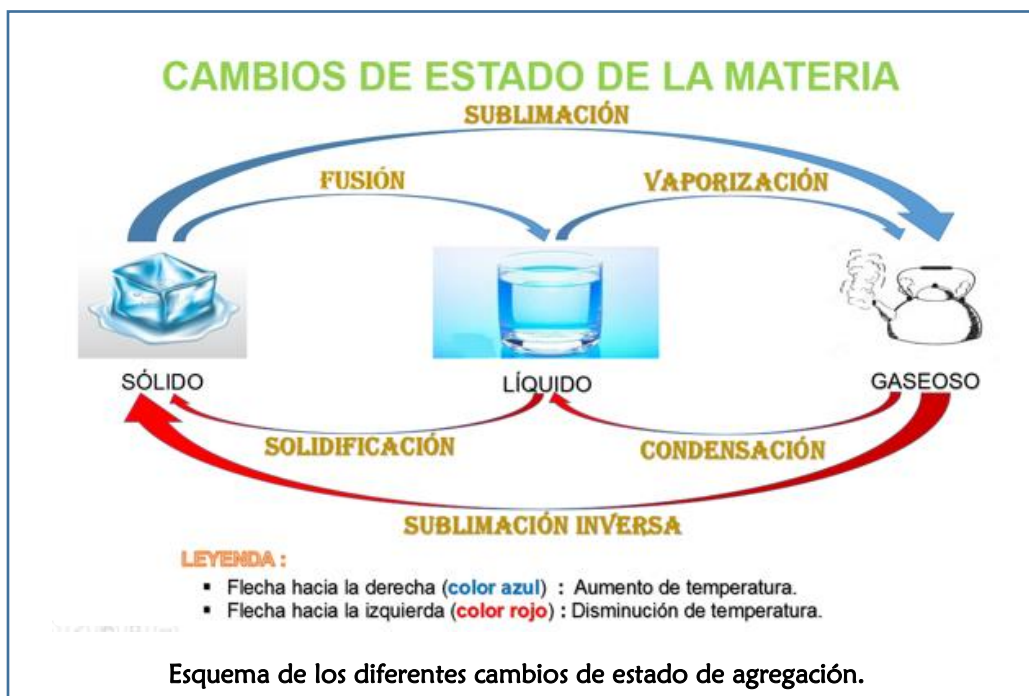 CAMBIOS DE ESTADO DE LA MATERIA
SUBLIMACIÓN
FUSIÓN
VAPORIZACIÓN
SÓLIDO
LÍQUIDO
GASEOSO
SOLIDIFICACIÓN
CONDENSACIÓN
SUBLIMACIÓN INVERSA
LEYENDA :
▪ Flecha hacia la derecha (color azul) : Aumento de temperatura.
▪ Flecha hacia la izquierda (color rojo) : Disminución de temperatura.
Esquema de los diferentes cambios de estado de agregación.